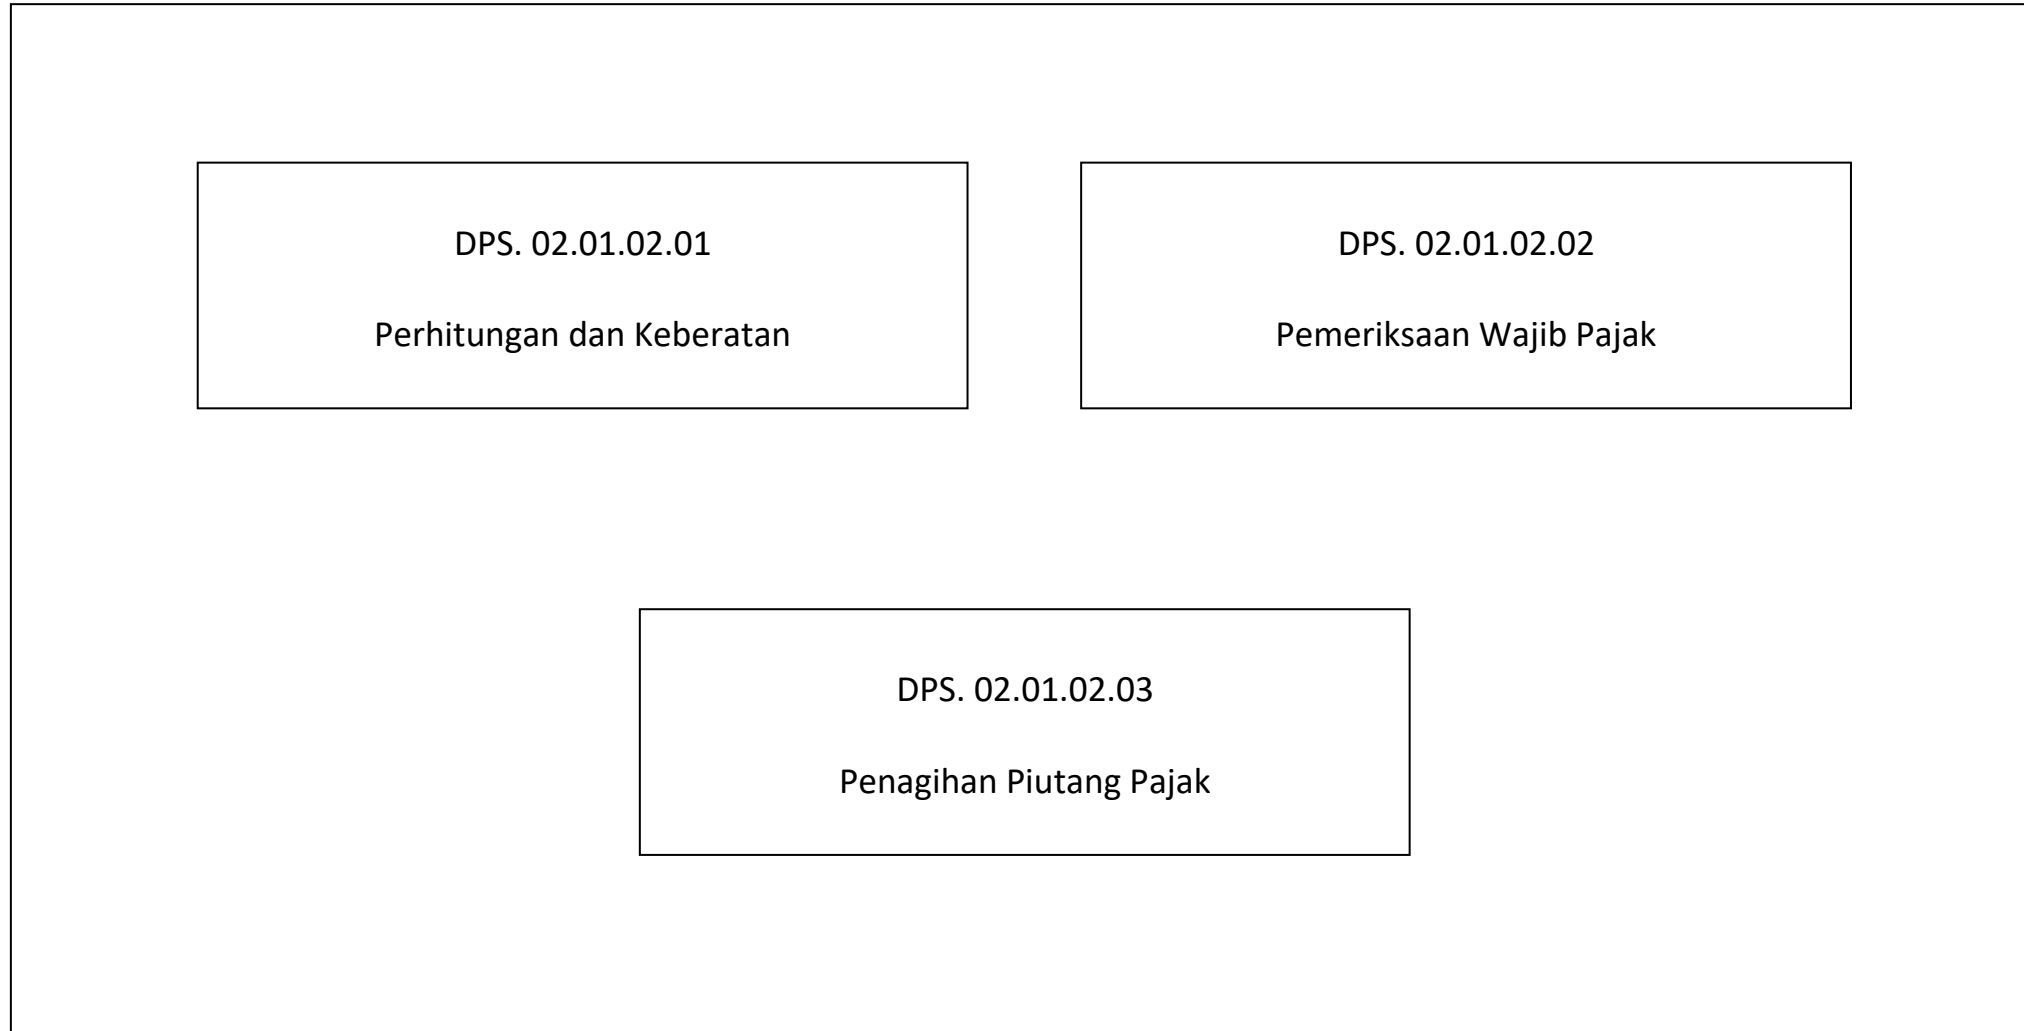 DPS. 02.01.02.01
Perhitungan dan Keberatan
DPS. 02.01.02.02
Pemeriksaan Wajib Pajak
DPS. 02.01.02.03
Penagihan Piutang Pajak